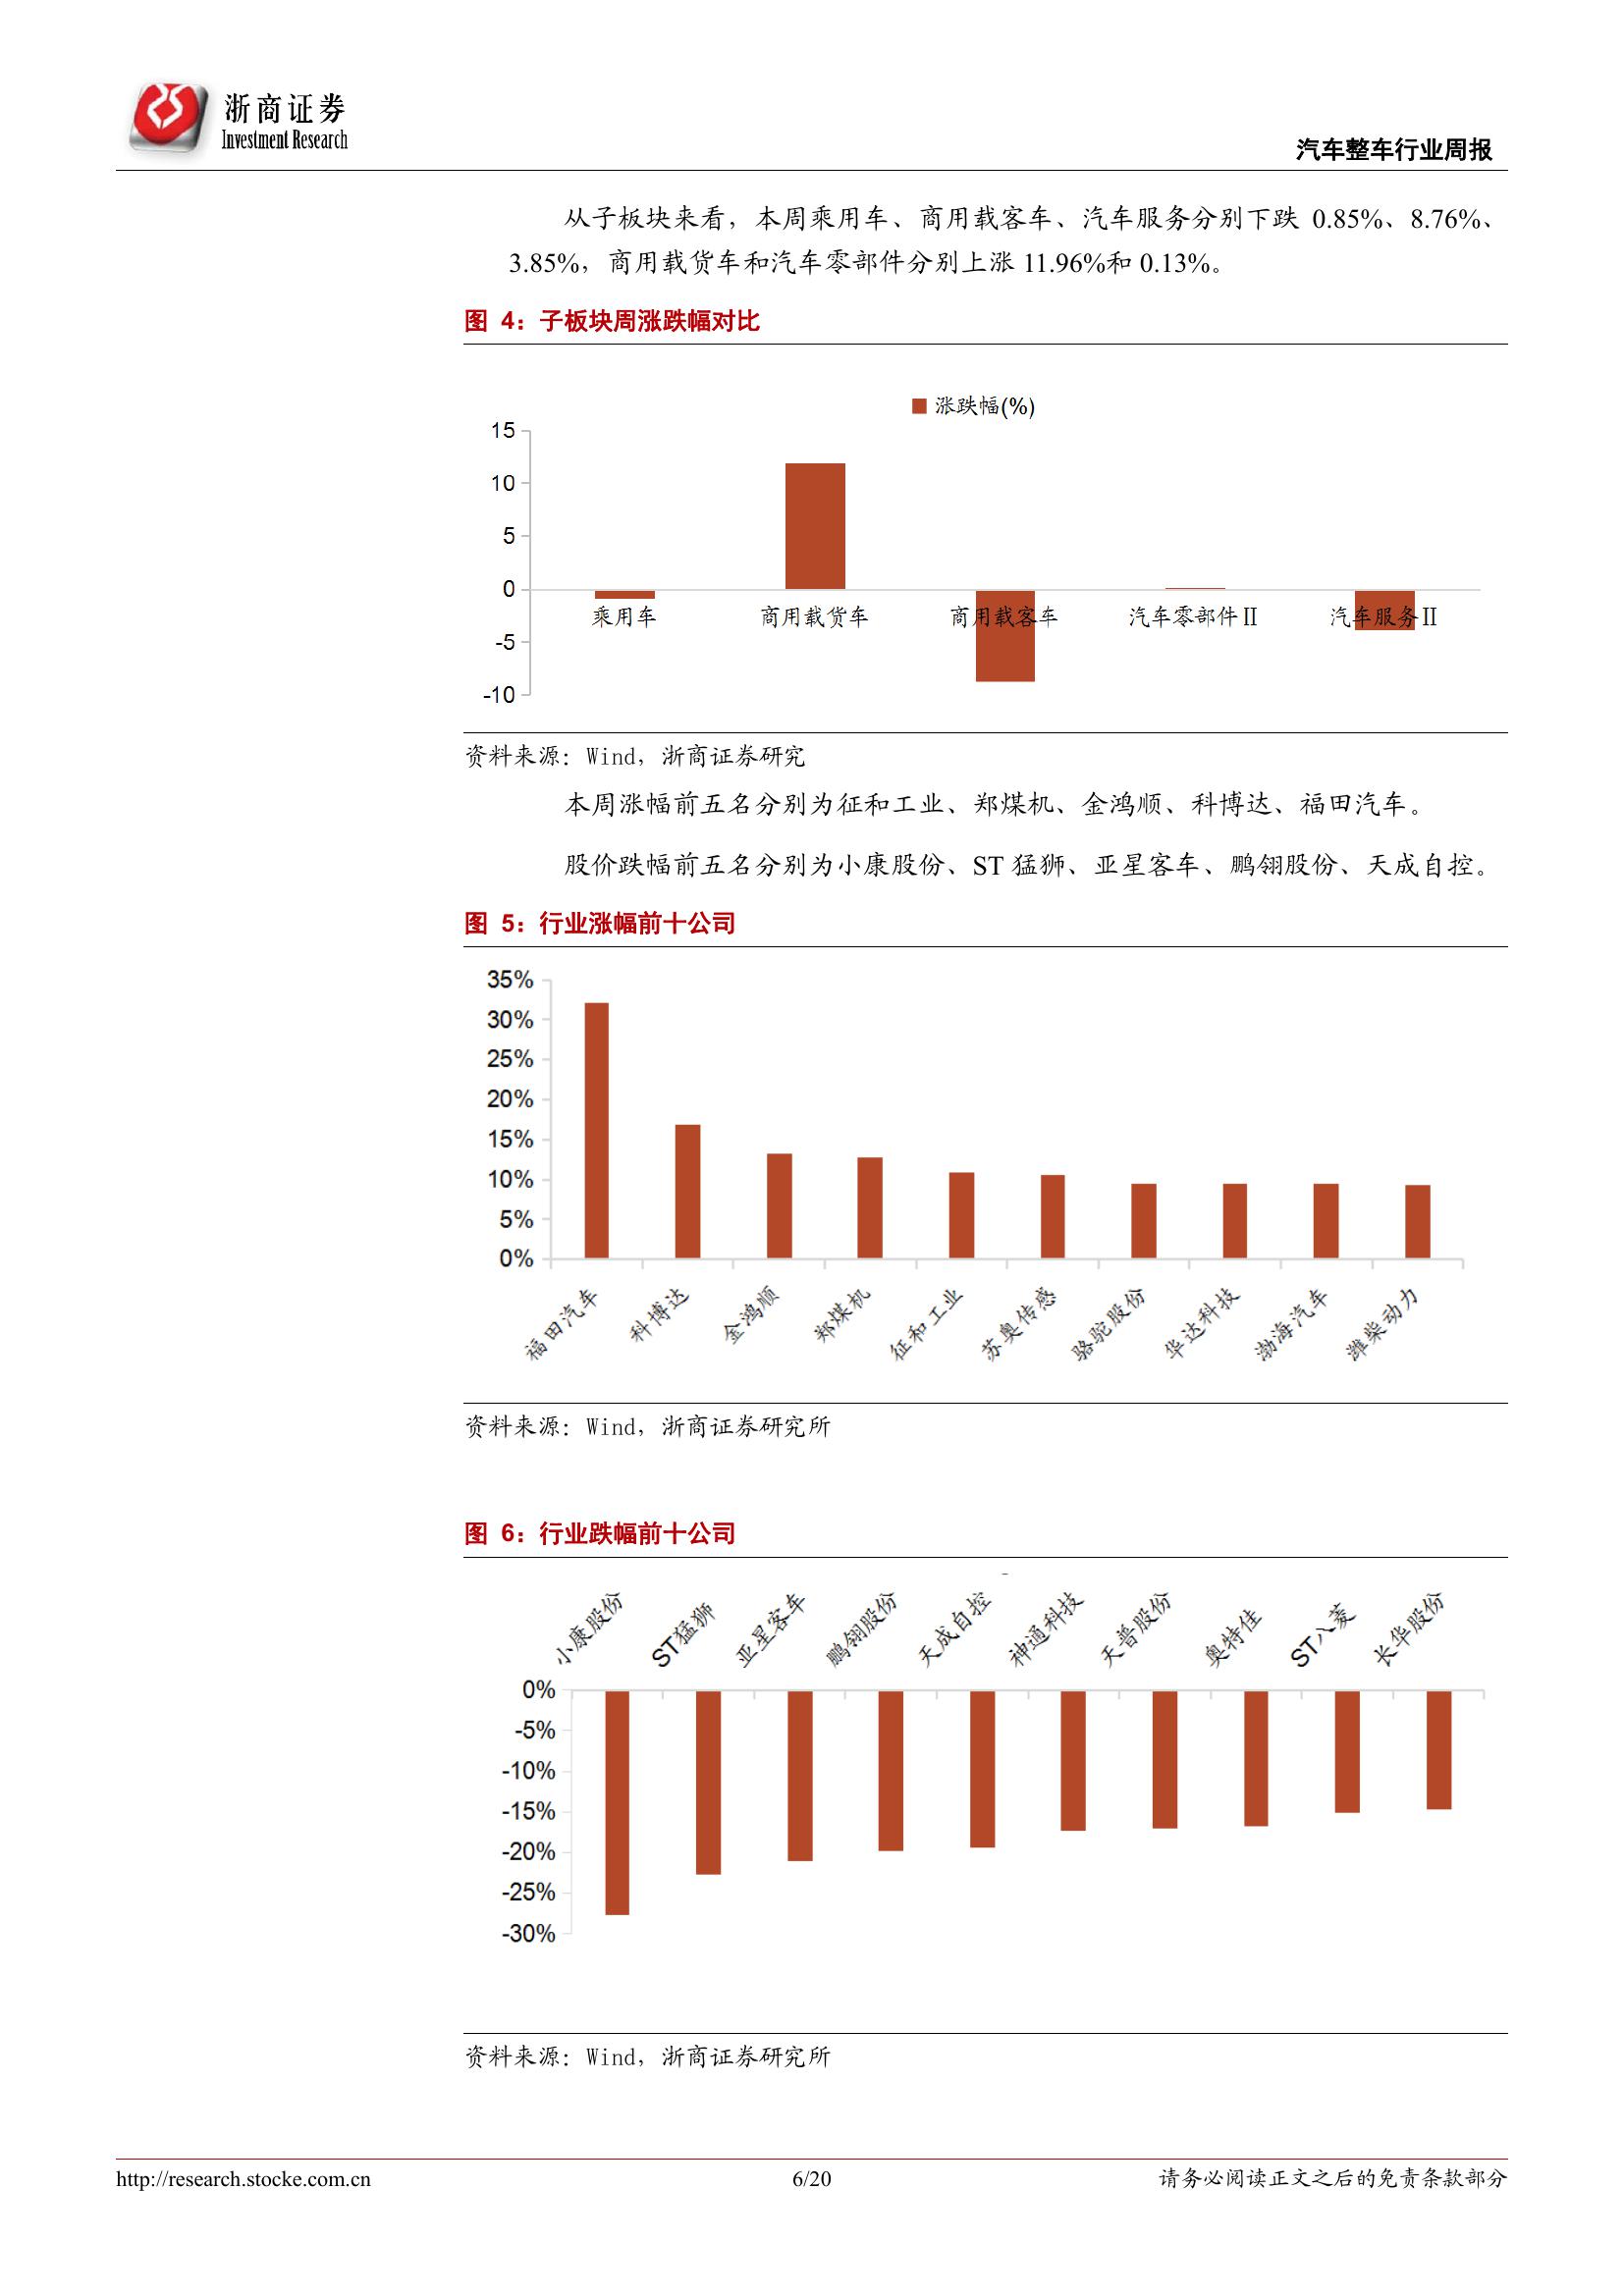 浙商证券
Investment Research
汽车整车行业周报
从子板块来看，本周乘用车、商用载客车、汽车服务分别下跌 0.85%、8.76%、
3.85%，商用载货车和汽车零部件分别上涨 11.96%和 0.13%。
图 4：子板块周涨跌幅对比
涨跌幅(%)
15
10
5
0
-5
-10
乘用车 商用载货车 商用载客车 汽车零部件Ⅱ 汽车服务Ⅱ
资料来源：Wind，浙商证券研究
本周涨幅前五名分别为征和工业、郑煤机、金鸿顺、科博达、福田汽车。
股价跌幅前五名分别为小康股份、ST 猛狮、亚星客车、鹏翎股份、天成自控。
图 5：行业涨幅前十公司
35%
30%
25%
20%
15%
10%
5%
0%
福田汽车 科博达 金鸿顺 郑煤机 征和工业 苏奥传感 骆驼股份 华达科技 渤海汽车 潍柴动力
资料来源：Wind，浙商证券研究所
图 6：行业跌幅前十公司
小康股份 ST猛狮 亚星客车 鹏翎股份 天成自控 神通科技 天普股份 奥特佳 ST八菱 长华股份
0%
-5%
-10%
-15%
-20%
-25%
-30%
资料来源：Wind，浙商证券研究所
http://research.stocke.com.cn 6/20 请务必阅读正文之后的免责条款部分